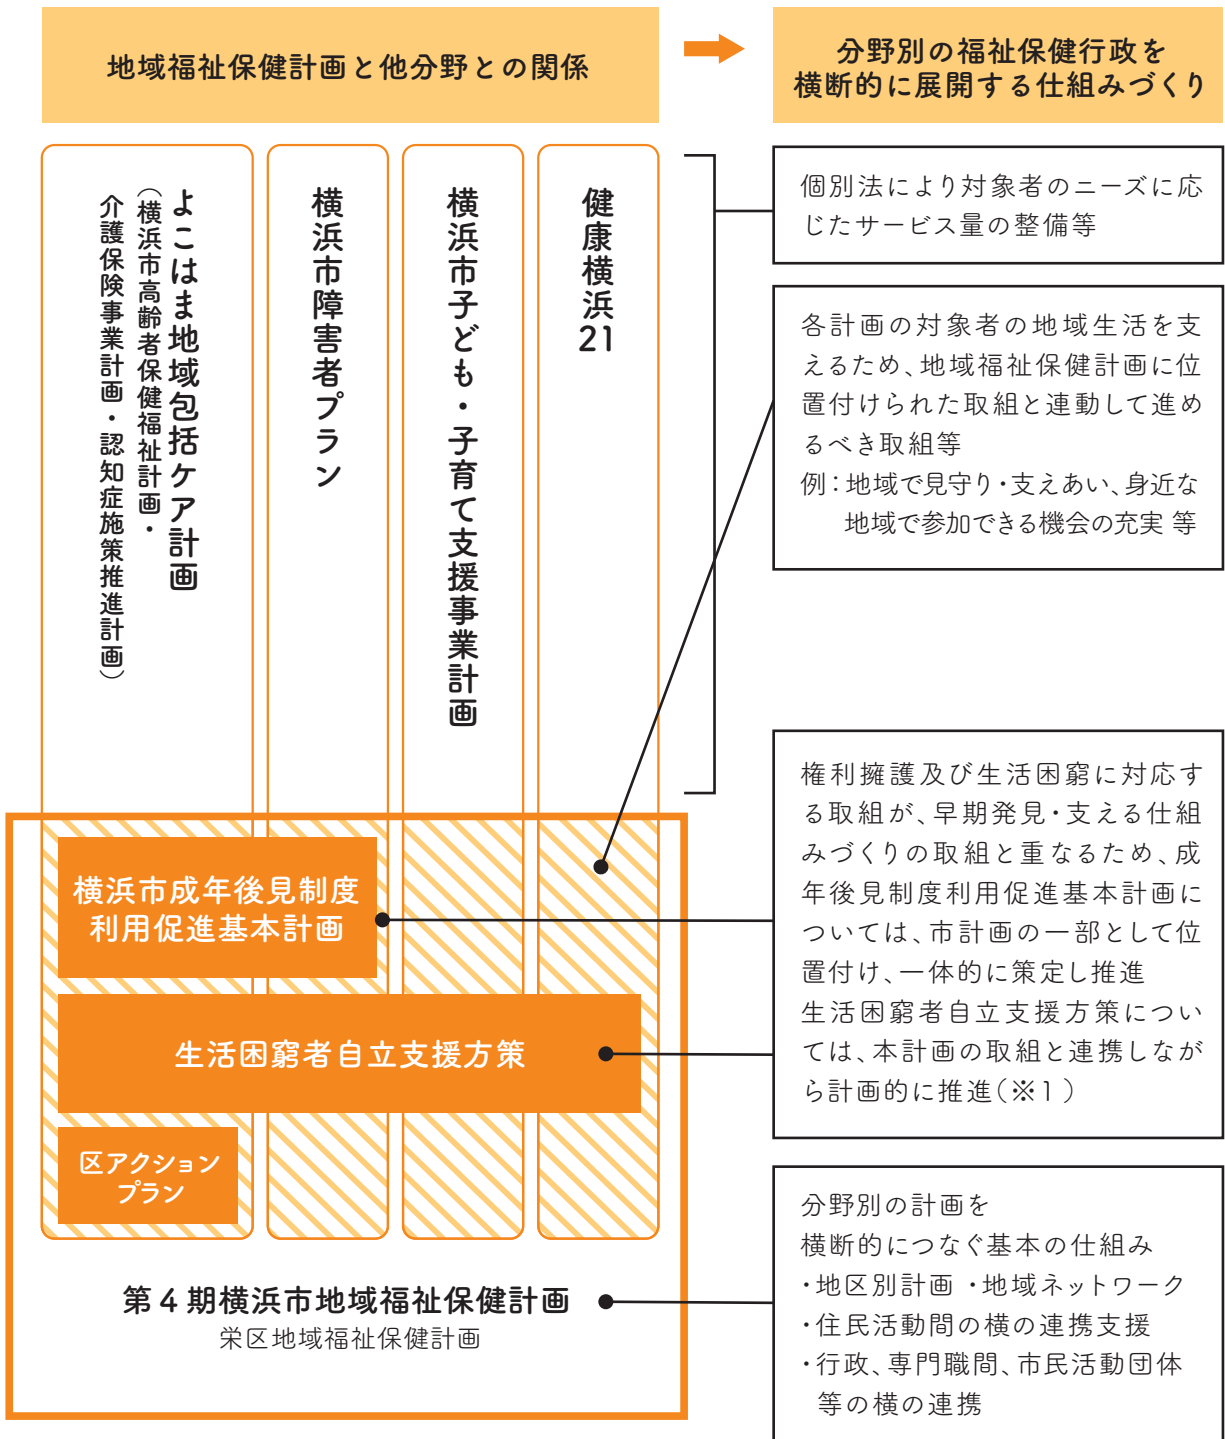 地域福祉保健計画と他分野との関係
分野別の福祉保健行政を
横断的に展開する仕組みづくり
よこはま地域包括ケア計画
（横浜市高齢者保健福祉計画・
介護保険事業計画・認知症施策推進計画）
横浜市障害者プラン
横浜市子ども・子育て支援事業計画
健康横浜21
個別法により対象者のニーズに応
じたサービス量の整備等
各計画の対象者の地域生活を支
えるため、地域福祉保健計画に位
置付けられた取組と連動して進め
るべき取組等
例：地域で見守り・支えあい、身近な
地域で参加できる機会の充実 等
横浜市成年後見制度
利用促進基本計画
生活困窮者自立支援方策
区アクション
プラン
権利擁護及び生活困窮に対応す
る取組が、早期発見・支える仕組
みづくりの取組と重なるため、成
年後見制度利用促進基本計画に
ついては、市計画の一部として位
置付け、一体的に策定し推進
生活困窮者自立支援方策につい
ては、本計画の取組と連携しなが
ら計画的に推進（※1）
第4期横浜市地域福祉保健計画
栄区地域福祉保健計画
分野別の計画を
横断的につなぐ基本の仕組み
・地区別計画 ・地域ネットワーク
・住民活動間の横の連携支援
・行政、専門職間、市民活動団体
等の横の連携